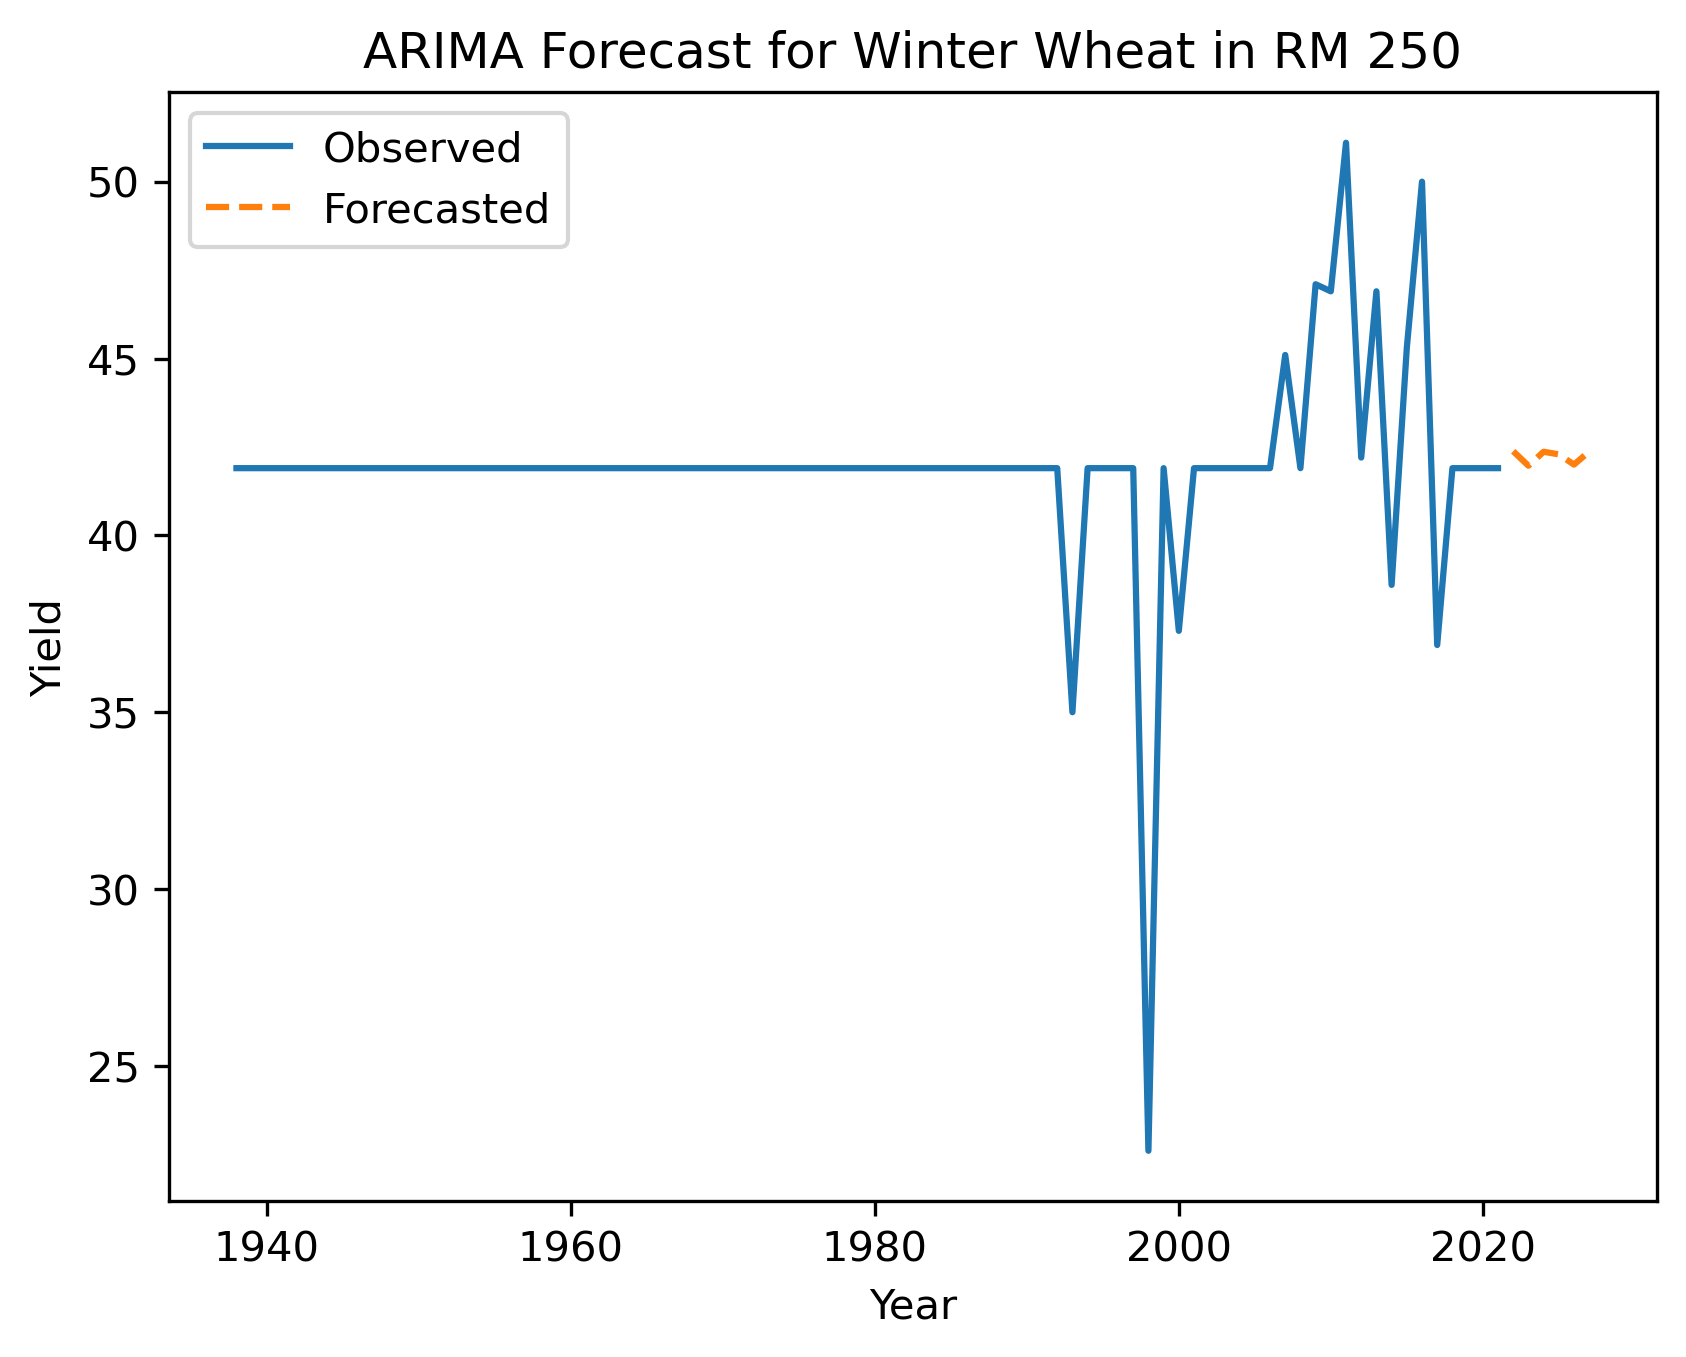 ARIMA Forecast for Winter Wheat in RM 250
Observed
Forecasted
50
45
40
35
30
25
Yield
1940 1960 1980 2000 2020
Year